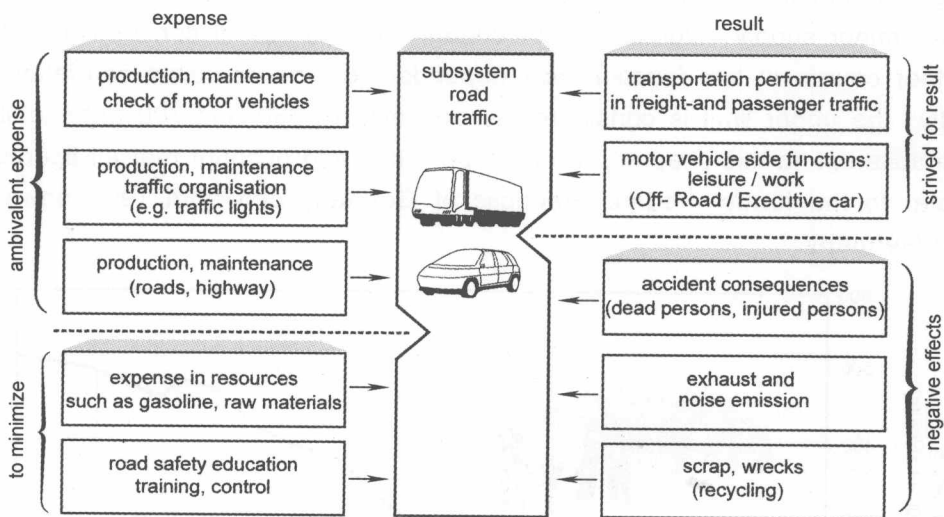 expense
result
ambivalent expense
production, maintenance
check of motor vehicles
production, maintenance
traffic organisation
(e.g. traffic lights)
production, maintenance
(roads, highway)
to minimize
expense in resources
such as gasoline, raw materials
road safety education
training, control
subsystem
road
traffic
transportation performance
in freight-and passenger traffic
motor vehicle side functions:
leisure / work
(Off- Road / Executive car)
strived for result
accident consequences
(dead persons, injured persons)
exhaust and
noise emission
scrap, wrecks
(recycling)
negative effects